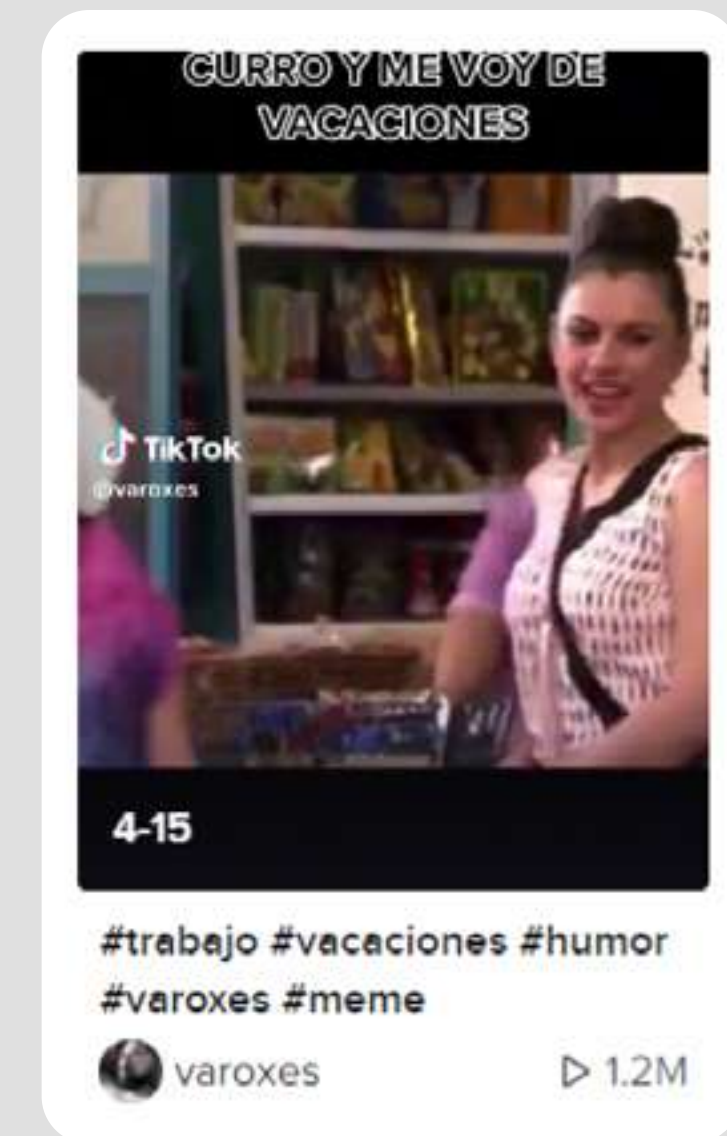 CURRO Y ME VOY DE
VACACIONES
TikTok
@varoxes
4-15
#trabajo #vacaciones #humor
#varoxes #meme
varoxes
1.2M